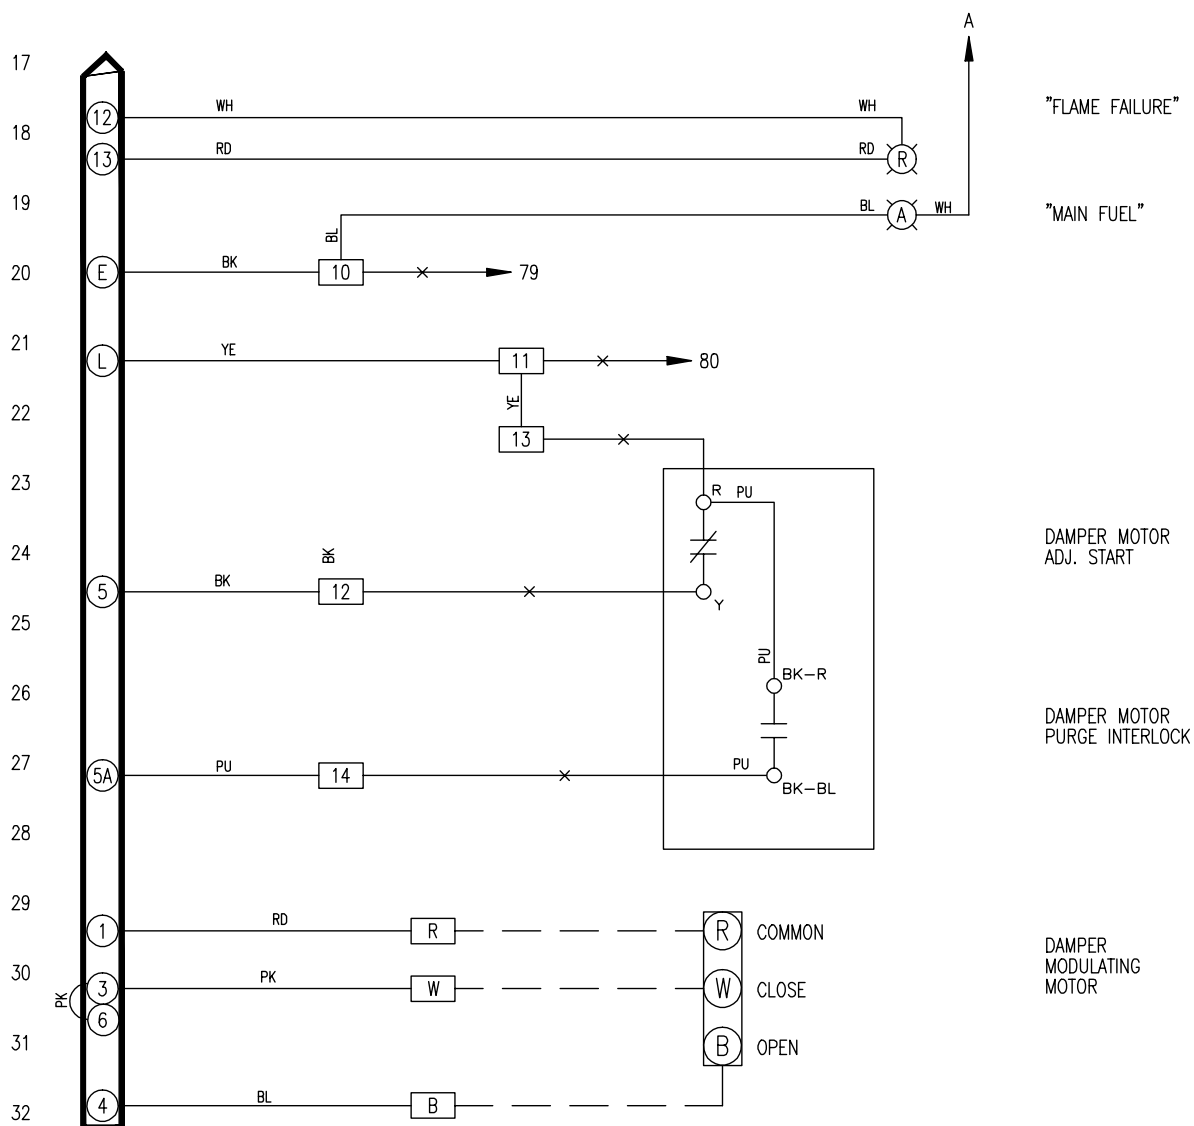 A
17
12 WH WH "FLAME FAILURE"
18
13 RD RD R
19 BL A WH "MAIN FUEL"
BL
20 E BK 10 79
21
L YE 11 80
YE
22
13
23
R PU
24 BK DAMPER MOTOR
ADJ. START
5 BK 12 Y
25
PU
BK-R
26
DAMPER MOTOR
PURGE INTERLOCK
27
5A PU 14 PU BK-BL
28
29
1 RD R R COMMON
DAMPER
MODULATING
MOTOR
30
3 PK W W CLOSE
PK
6
31 B OPEN
4 BL B
32